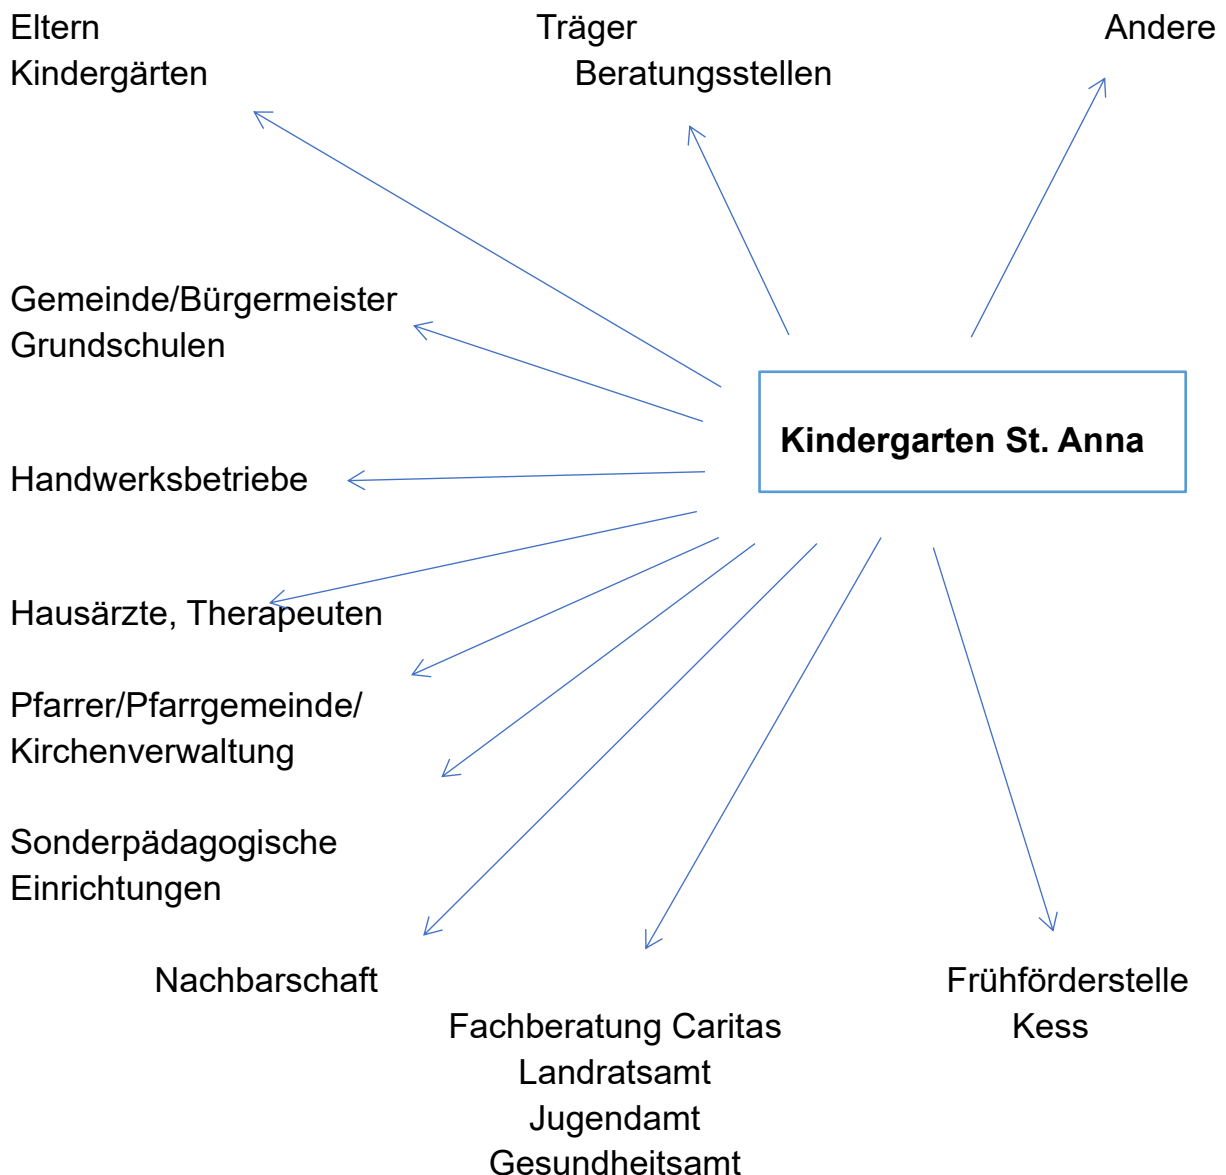 Eltern Träger Andere
Kindergärten Beratungsstellen
Gemeinde/Bürgermeister
Grundschulen
Kindergarten St. Anna
Handwerksbetriebe
Hausärzte, Therapeuten
Pfarrer/Pfarrgemeinde/
Kirchenverwaltung
Sonderpädagogische
Einrichtungen
Nachbarschaft Frühförderstelle
Fachberatung Caritas Kess
Landratsamt
Jugendamt
Gesundheitsamt